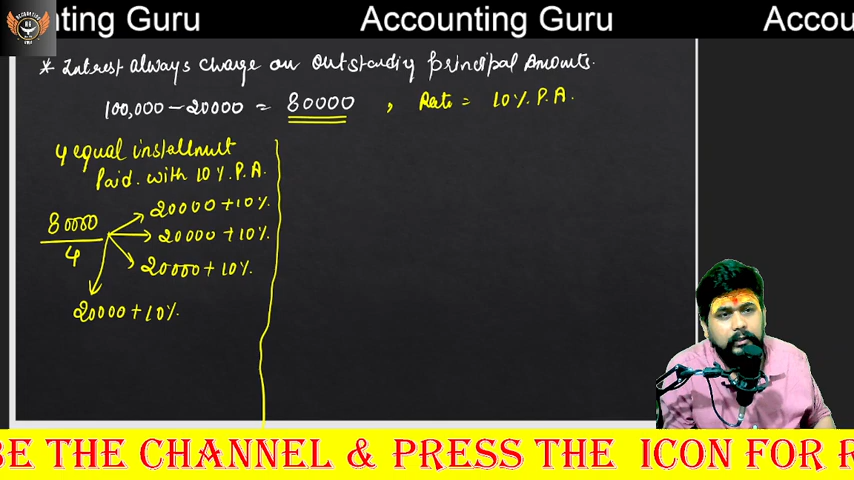 nting Guru
Accounting Guru
Accou
* Interest always charge on outstanding principal Amounts.
100,000 – 20000 = 80000 , Rate = 10% P.A.
4 equal installment
Paid with 10% P.A.
80000
4
20000 + 10%
20000 + 10%
20000 + 10%.
20000 + 10%.
BE THE CHANNEL & PRESS THE ICON FOR R